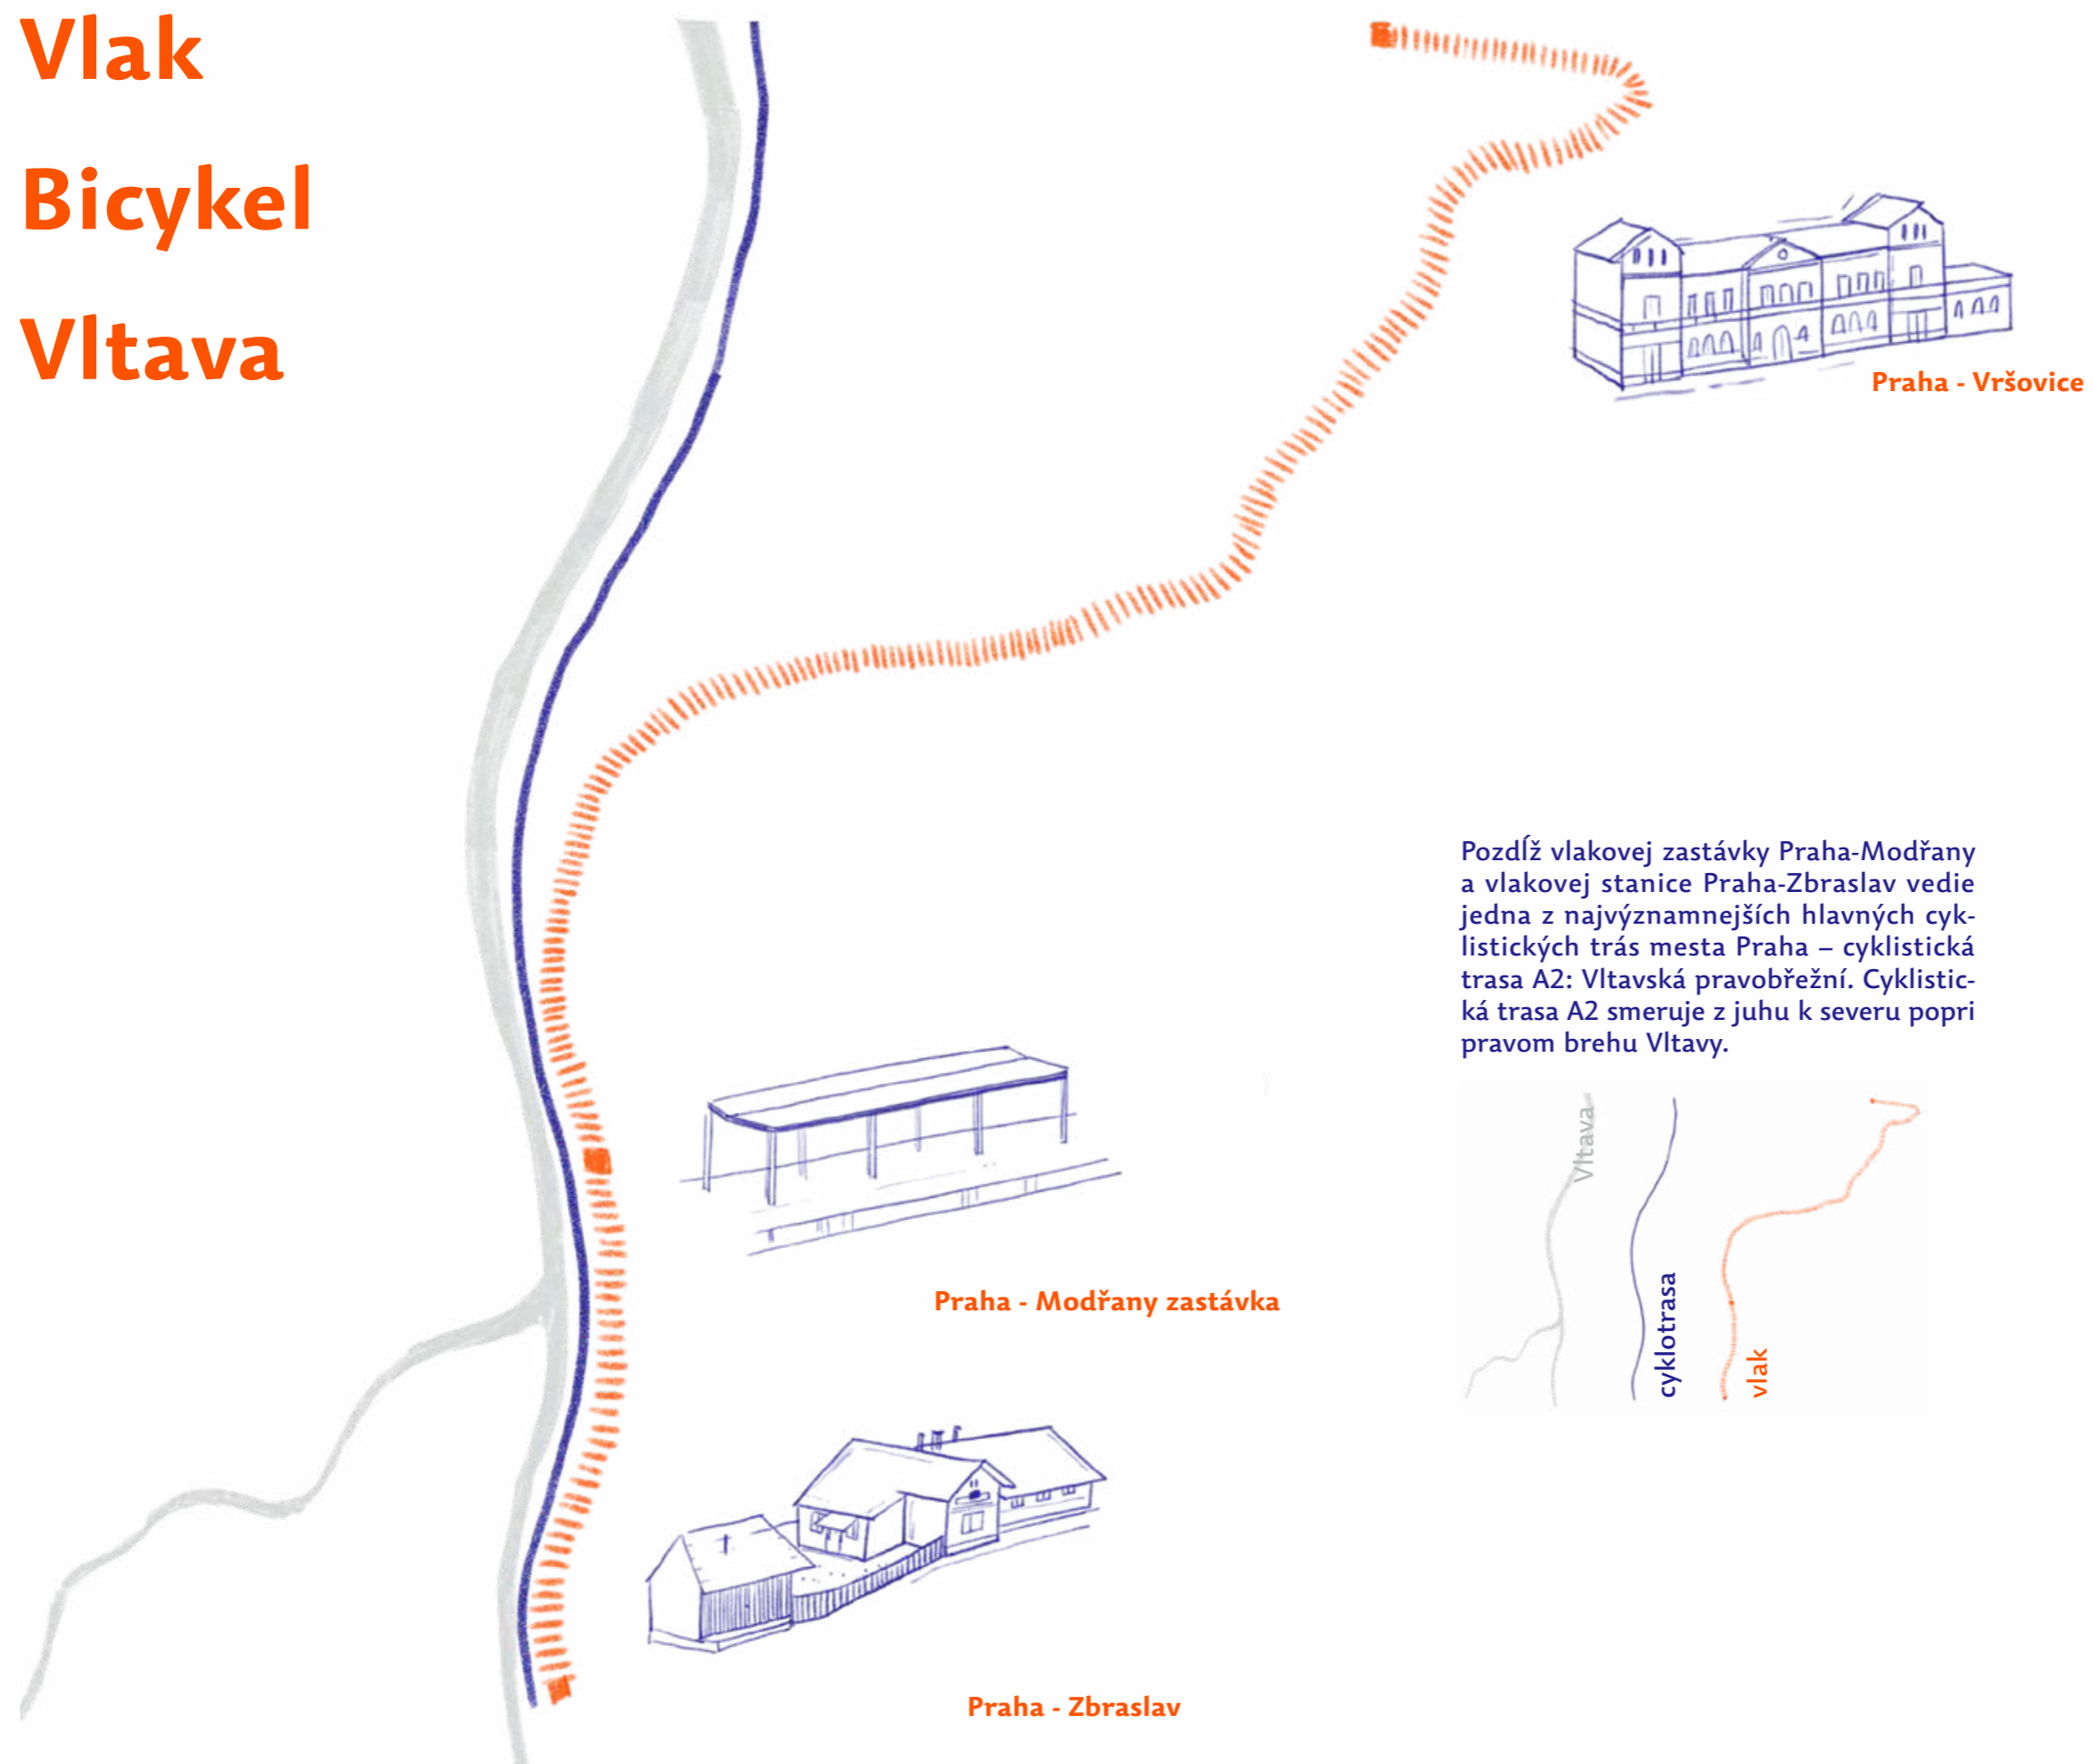 Vlak
Bicykel
Vltava
Praha - Vršovice
Pozdĺž vlakovej zastávky Praha-Modřany
a vlakovej stanice Praha-Zbraslav vedie
jedna z najvýznamnejších hlavných cyk-
listických trás mesta Praha – cyklistická
trasa A2: Vltavská pravobřežní. Cyklistic-
ká trasa A2 smeruje z juhu k severu popri
pravom brehu Vltavy.
Vltava
cyklotrasa
vlak
Praha - Modřany zastávka
Praha - Zbraslav